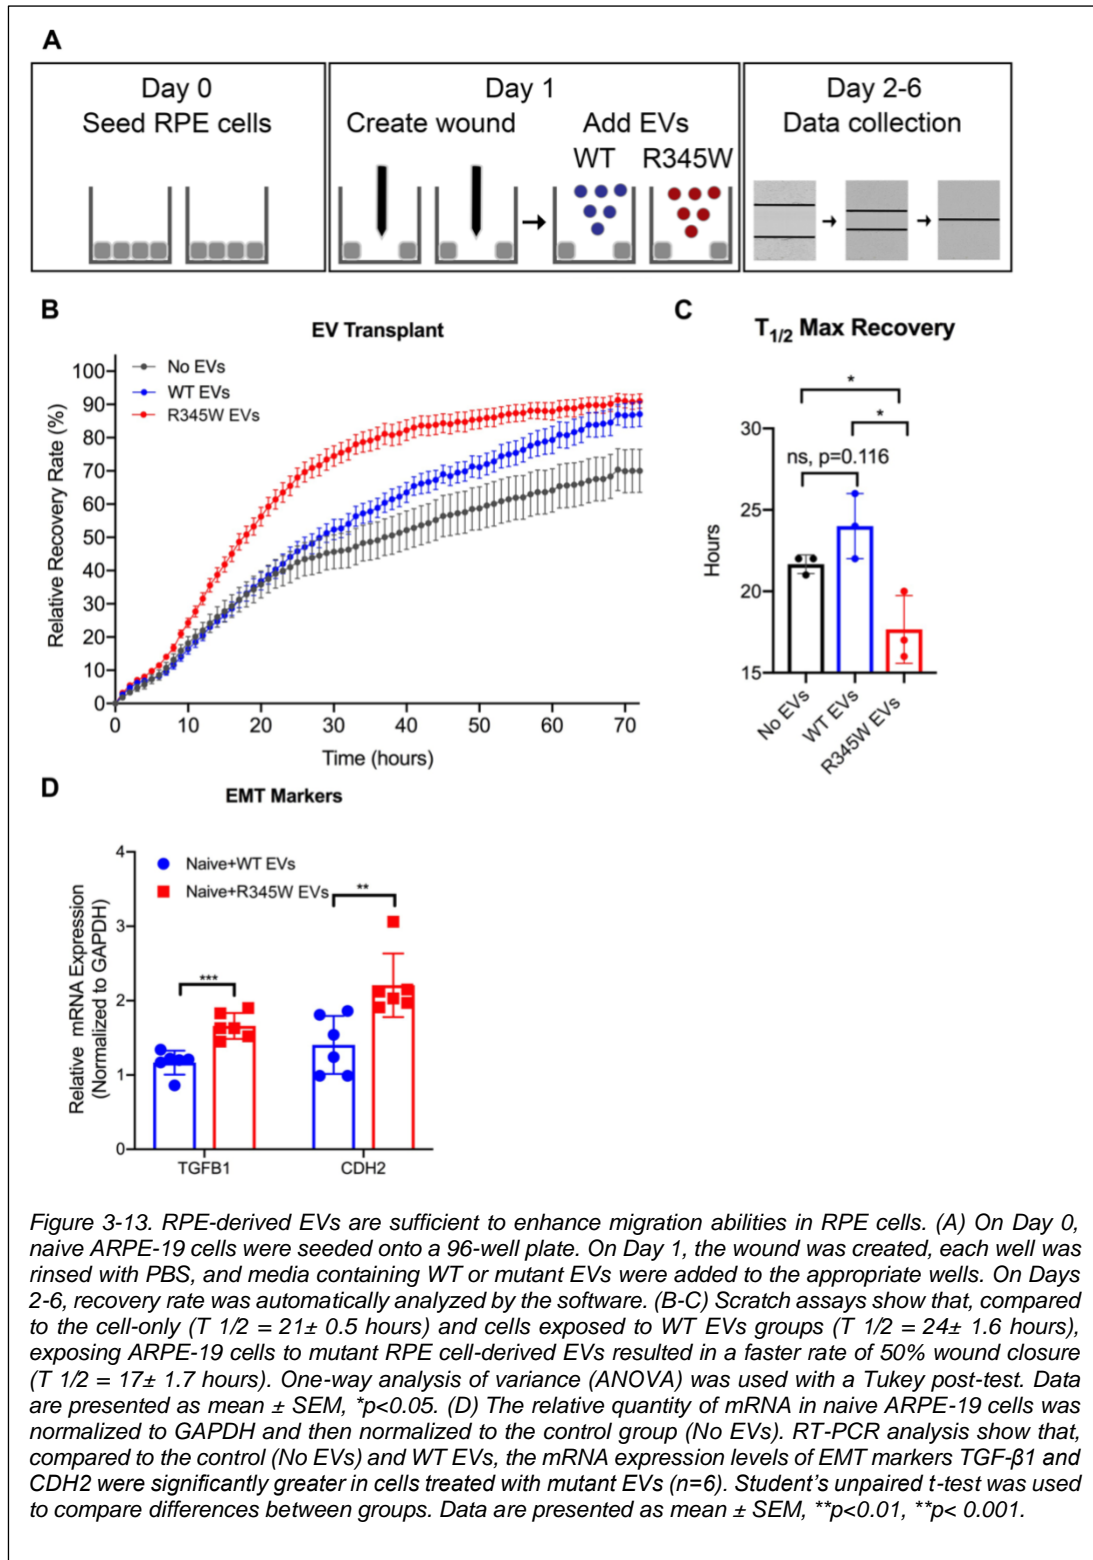 A
Day 0
Seed RPE cells
Day 1
Create wound
Add EVs
WT
R345W
Day 2-6
Data collection
B
EV Transplant
No EVs
WT EVs
R345W EVs
Relative Recovery Rate (%)
100
90
80
70
60
50
40
30
20
10
0
0
10
20
30
40
50
60
70
Time (hours)
C
T1/2 Max Recovery
*
*
ns, p=0.116
Hours
30
25
20
15
No EVs
WT EVs
R345W EVs
D
EMT Markers
Naive+WT EVs
Naive+R345W EVs
***
**
Relative mRNA Expression
(Normalized to GAPDH)
4
3
2
1
0
TGFB1
CDH2
Figure 3-13. RPE-derived EVs are sufficient to enhance migration abilities in RPE cells. (A) On Day 0,
naive ARPE-19 cells were seeded onto a 96-well plate. On Day 1, the wound was created, each well was
rinsed with PBS, and media containing WT or mutant EVs were added to the appropriate wells. On Days
2-6, recovery rate was automatically analyzed by the software. (B-C) Scratch assays show that, compared
to the cell-only (T 1/2 = 21± 0.5 hours) and cells exposed to WT EVs groups (T 1/2 = 24± 1.6 hours),
exposing ARPE-19 cells to mutant RPE cell-derived EVs resulted in a faster rate of 50% wound closure
(T 1/2 = 17± 1.7 hours). One-way analysis of variance (ANOVA) was used with a Tukey post-test. Data
are presented as mean ± SEM, *p<0.05. (D) The relative quantity of mRNA in naive ARPE-19 cells was
normalized to GAPDH and then normalized to the control group (No EVs). RT-PCR analysis show that,
compared to the control (No EVs) and WT EVs, the mRNA expression levels of EMT markers TGF-β1 and
CDH2 were significantly greater in cells treated with mutant EVs (n=6). Student's unpaired t-test was used
to compare differences between groups. Data are presented as mean ± SEM, **p<0.01, **p< 0.001.